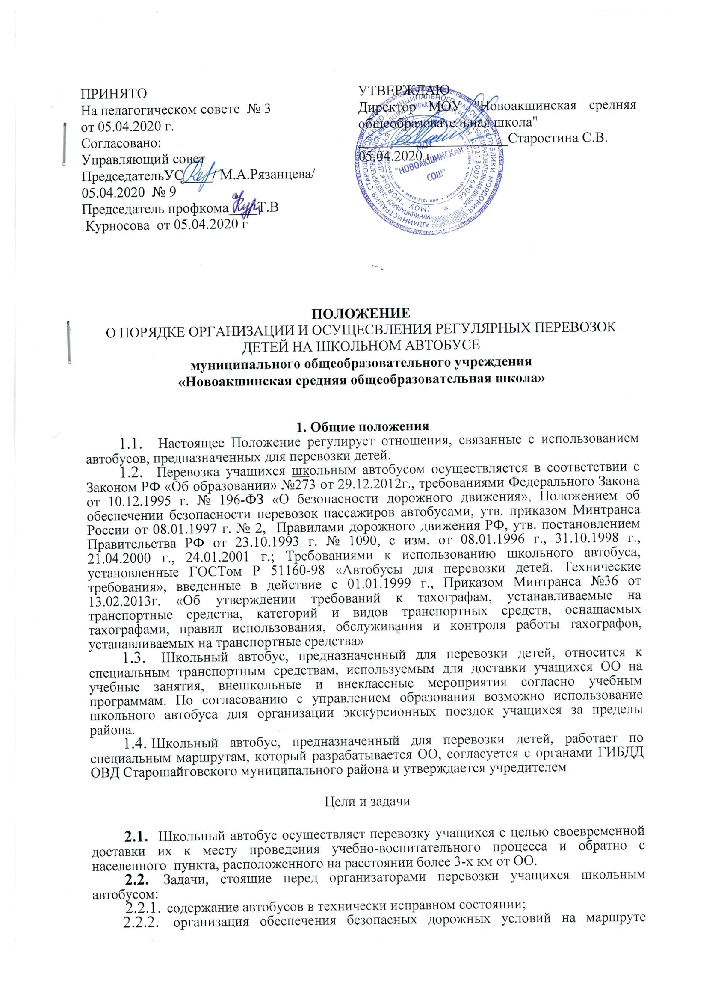 ПРИНЯТО
На педагогическом совете № 3
от 05.04.2020 г.
Согласовано:
Управляющий совет
ПредседательУС____/ М.А.Рязанцева/
05.04.2020 № 9
Председатель профкома____Т.В
Курносова от 05.04.2020 г
УТВЕРЖДАЮ
Директор МОУ "Новоакшинская средняя
общеобразовательная школа"
____________________Старостина С.В.
05.04.2020 г.
МОУ
"НОВОАКШИНСКАЯ
СОШ"
ПОЛОЖЕНИЕ
О ПОРЯДКЕ ОРГАНИЗАЦИИ И ОСУЩЕСВЛЕНИЯ РЕГУЛЯРНЫХ ПЕРЕВОЗОК
ДЕТЕЙ НА ШКОЛЬНОМ АВТОБУСЕ
муниципального общеобразовательного учреждения
«Новоакшинская средняя общеобразовательная школа»
1. Общие положения
1.1. Настоящее Положение регулирует отношения, связанные с использованием
автобусов, предназначенных для перевозки детей.
1.2. Перевозка учащихся школьным автобусом осуществляется в соответствии с
Законом РФ «Об образовании» №273 от 29.12.2012г., требованиями Федерального Закона
от 10.12.1995 г. № 196-ФЗ «О безопасности дорожного движения», Положением об
обеспечении безопасности перевозок пассажиров автобусами, утв. приказом Минтранса
России от 08.01.1997 г. № 2, Правилами дорожного движения РФ, утв. постановлением
Правительства РФ от 23.10.1993 г. № 1090, с изм. от 08.01.1996 г., 31.10.1998 г.,
21.04.2000 г., 24.01.2001 г.; Требованиями к использованию школьного автобуса,
установленные ГОСТом Р 51160-98 «Автобусы для перевозки детей. Технические
требования», введенные в действие с 01.01.1999 г., Приказом Минтранса №36 от
13.02.2013г. «Об утверждении требований к тахографам, устанавливаемые на
транспортные средства, категорий и видов транспортных средств, оснащаемых
тахографами, правил использования, обслуживания и контроля работы тахографов,
устанавливаемых на транспортные средства»
1.3. Школьный автобус, предназначенный для перевозки детей, относится к
специальным транспортным средствам, используемым для доставки учащихся ОО на
учебные занятия, внешкольные и внеклассные мероприятия согласно учебным
программам. По согласованию с управлением образования возможно использование
школьного автобуса для организации экскурсионных поездок учащихся за пределы
района.
1.4. Школьный автобус, предназначенный для перевозки детей, работает по
специальным маршрутам, который разрабатывается ОО, согласуется с органами ГИБДД
ОВД Старошайговского муниципального района и утверждается учредителем
Цели и задачи
2.1. Школьный автобус осуществляет перевозку учащихся с целью своевременной
доставки их к месту проведения учебно-воспитательного процесса и обратно с
населенного пункта, расположенного на расстоянии более 3-х км от ОО.
2.2. Задачи, стоящие перед организаторами перевозки учащихся школьным
автобусом:
2.2.1. содержание автобусов в технически исправном состоянии;
2.2.2. организация обеспечения безопасных дорожных условий на маршруте